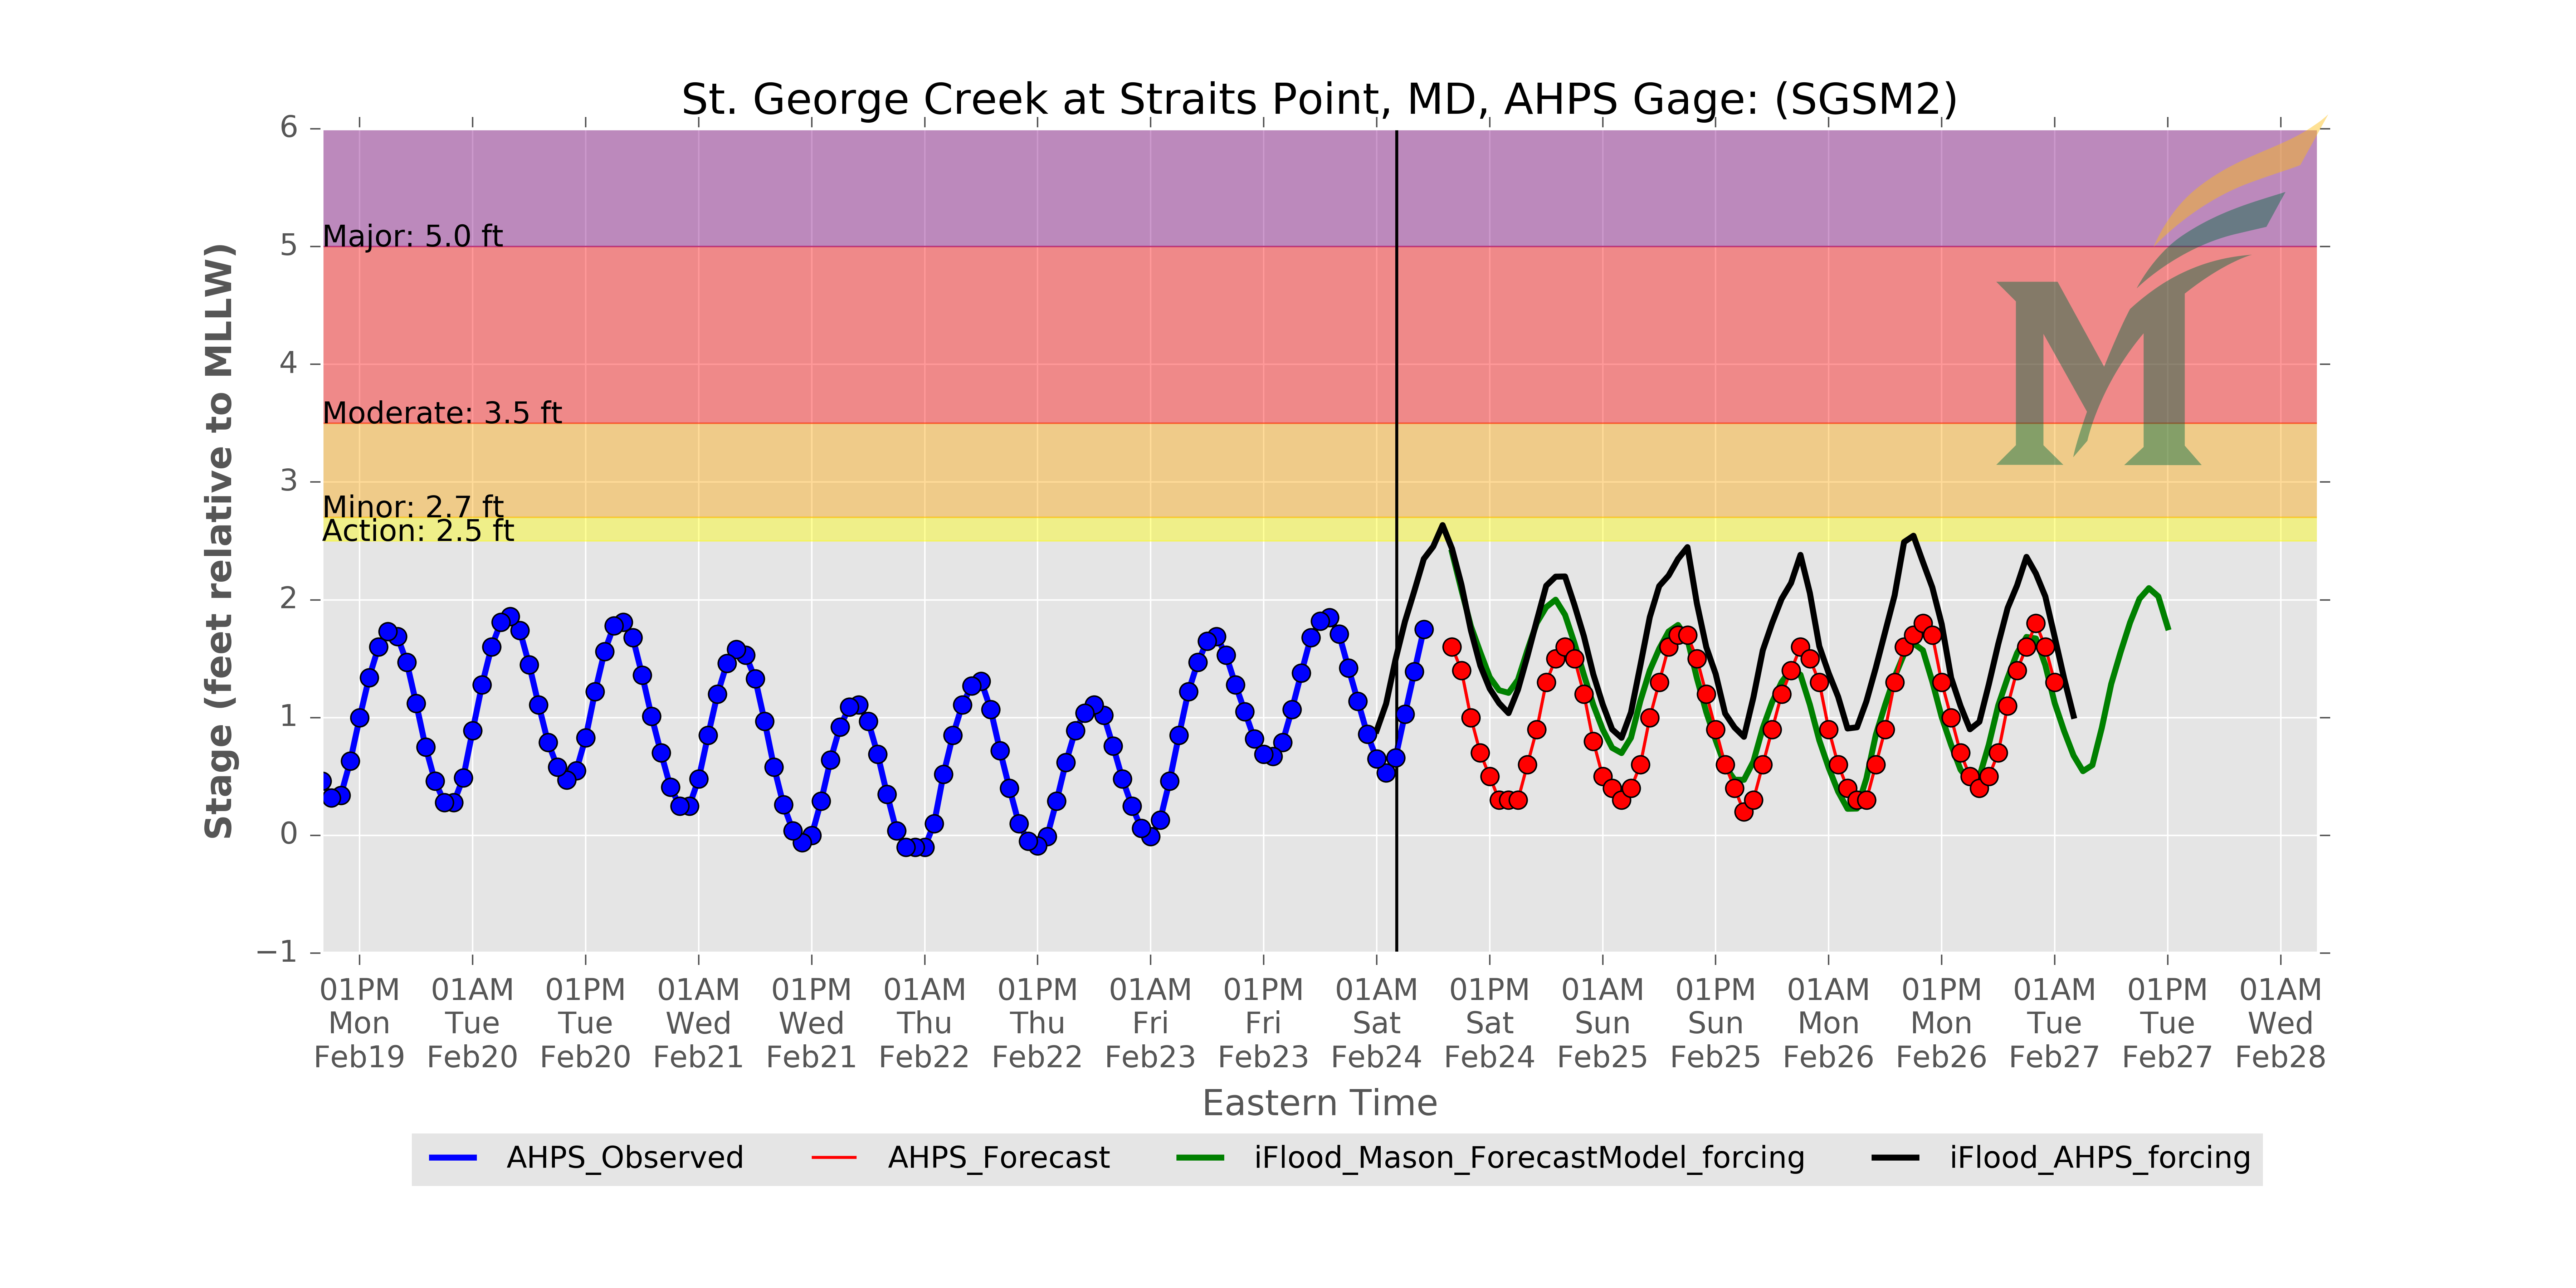 St. George Creek at Straits Point, MD, AHPS Gage: (SGSM2)
Stage (feet relative to MLLW)
6
5
4
3
2
1
0
−1
Major: 5.0 ft
Moderate: 3.5 ft
Minor: 2.7 ft
Action: 2.5 ft
M
01PM 01AM 01PM 01AM 01PM 01AM 01PM 01AM 01PM 01AM 01PM 01AM 01PM 01AM 01PM 01AM 01PM 01AM
Mon Tue Tue Wed Wed Thu Thu Fri Fri Sat Sat Sun Sun Mon Mon Tue Tue Wed
Feb19 Feb20 Feb20 Feb21 Feb21 Feb22 Feb22 Feb23 Feb23 Feb24 Feb24 Feb25 Feb25 Feb26 Feb26 Feb27 Feb27 Feb28
Eastern Time
AHPS_Observed AHPS_Forecast iFlood_Mason_ForecastModel_forcing iFlood_AHPS_forcing